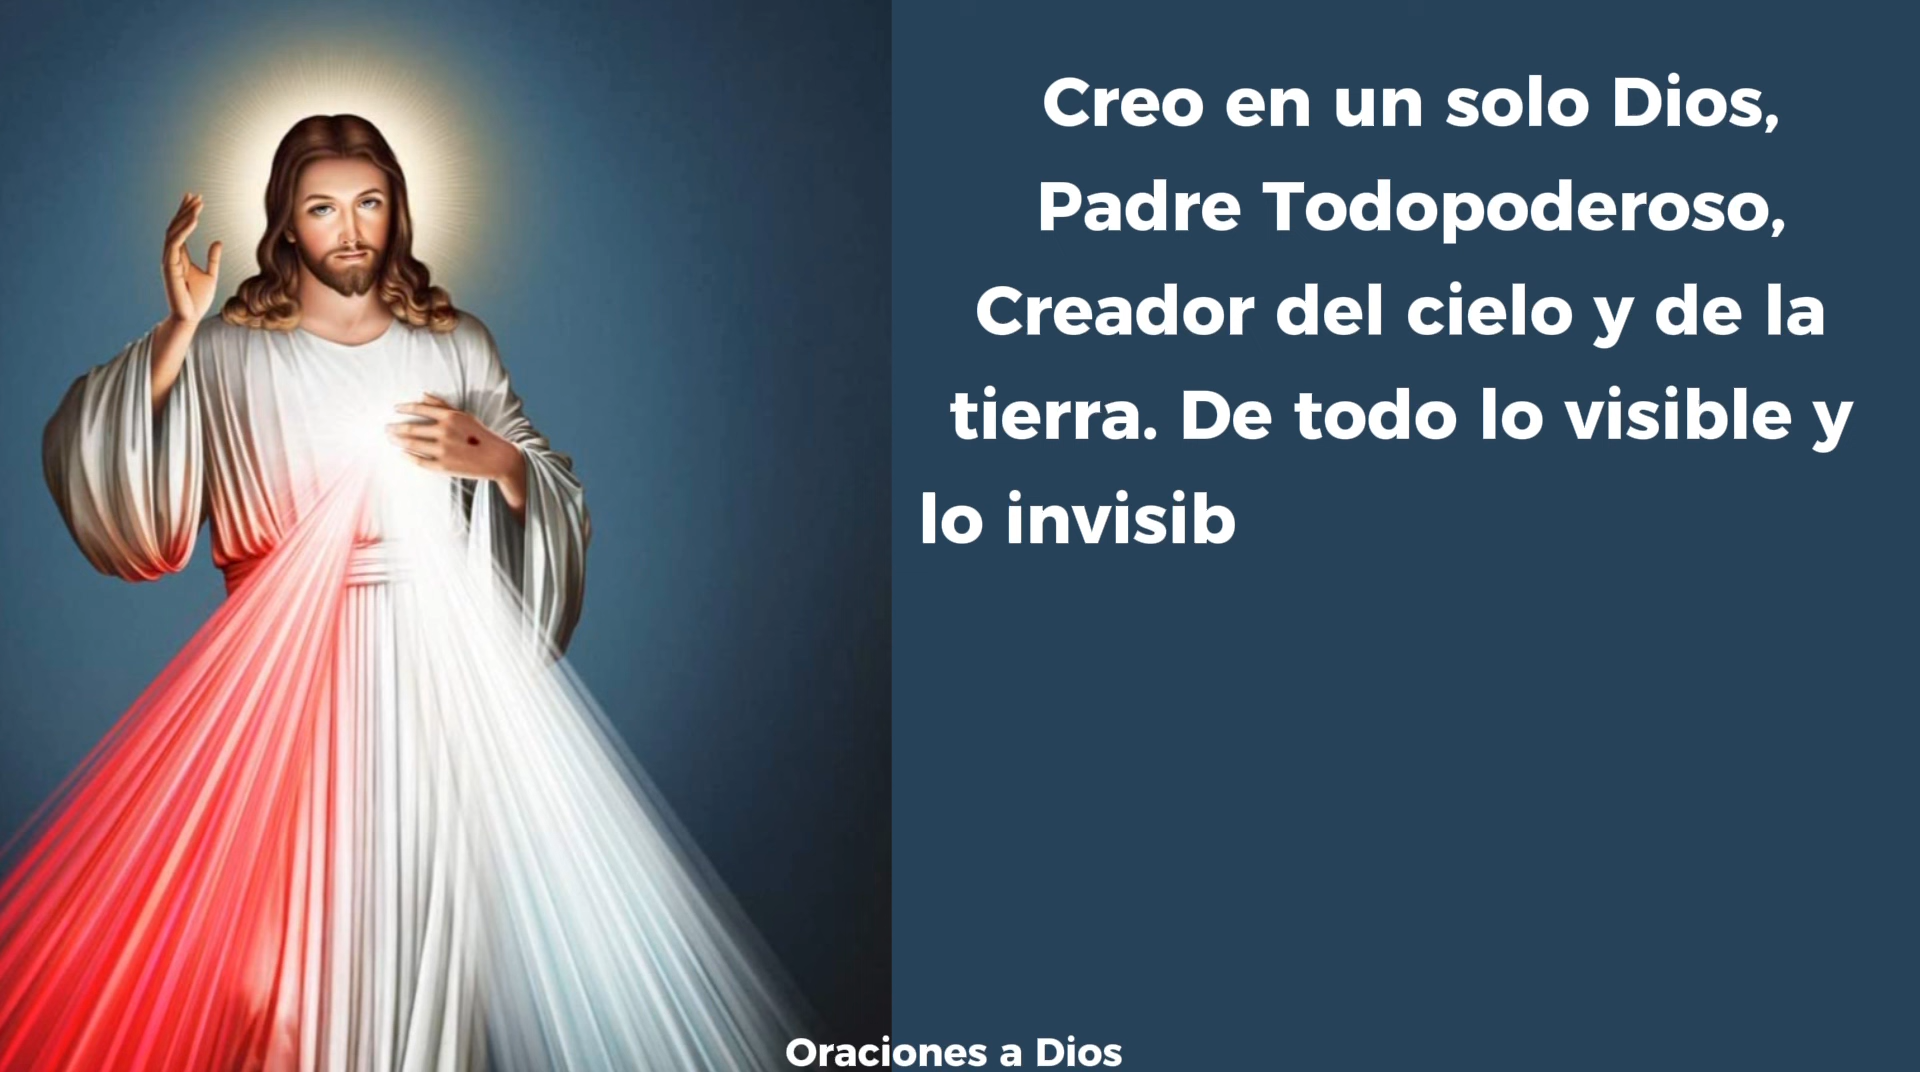 Creo en un solo Dios,
Padre Todopoderoso,
Creador del cielo y de la
tierra. De todo lo visible y
lo invisib
Oraciones a Dios